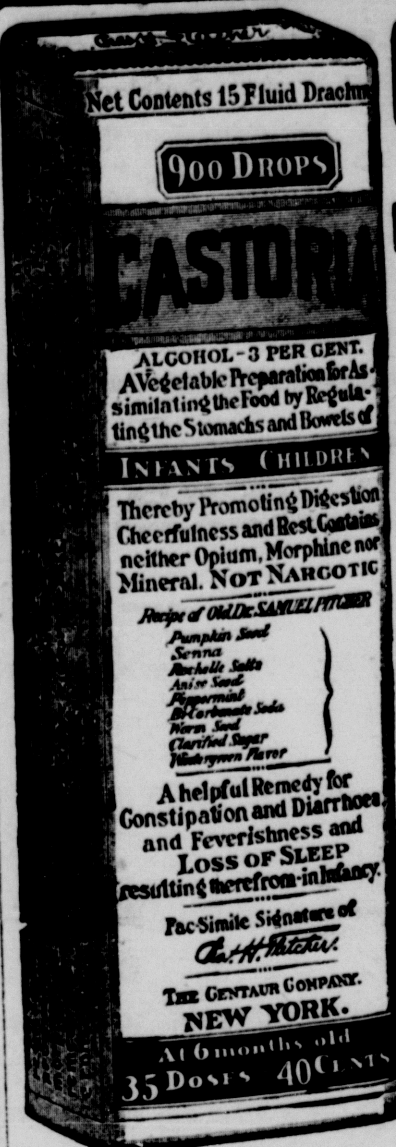 Net Contents 15 Fluid Drachm
900 DROPS
CASTORIA
ALCOHOL-3 PER CENT.
AVegetable Preparation for As-
similating the Food by Regula-
ting the Stomachs and Bowels of
INFANTS CHILDREN
Thereby Promoting Digestion
Cheerfulness and Rest. Contains
neither Opium, Morphine nor
Mineral. NOT NARCOTIC
Recipe of Old Dr. SAMUEL PITCHER
Pumpkin Seed
Senna
Rochelle Salts
Anise Seed
Peppermint
Bi-Carbonate Soda
Worm Seed
Clarified Sugar
Wintergreen Flavor
A helpful Remedy for
Constipation and Diarrhoea
and Feverishness and
LOSS OF SLEEP
resulting therefrom-in Infancy.
Fac-Simile Signature of
Chas. H. Fletcher.
THE CENTAUR COMPANY.
NEW YORK.
At 6 months old
35 DOSES 40 CENTS